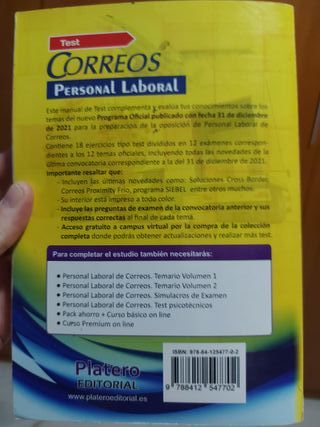 Test
CORREOS
PERSONAL LABORAL
Este manual de Test complementa y evalúa tus conocimientos sobre los
temas del nuevo Programa Oficial publicado con fecha 31 de diciembre
de 2021 para la preparación de la oposición de Personal Laboral de
Correos.
Contiene 18 ejercicios tipo test divididos en 12 exámenes correspon-
dientes a los 12 temas oficiales, incluyendo todas las novedades de la
última convocatoria correspondiente a la del 31 de diciembre de 2021.
Importante resaltar que:
- Incluyen las últimas novedades como: Soluciones Cross Border,
Correos Proximity Frio, programa SIEBEL entre otros muchos.
- Su interior está impreso a todo color.
- Incluye las preguntas de examen de la convocatoria anterior y sus
respuestas correctas al final de cada tema.
- Acceso gratuito a campus virtual por la compra de la colección
completa donde podrás obtener actualizaciones y realizar más test.
Para completar el estudio también necesitarás:
• Personal Laboral de Correos. Temario Volumen 1
• Personal Laboral de Correos. Temario Volumen 2
• Personal Laboral de Correos. Simulacros de Examen
• Personal Laboral de Correos. Test psicotécnicos
• Pack ahorro + Curso básico on line
• Curso Premium on line
Platero
EDITORIAL
www.plateroeditorial.es
ISBN: 978-84-125477-0-2
9 788412 547702